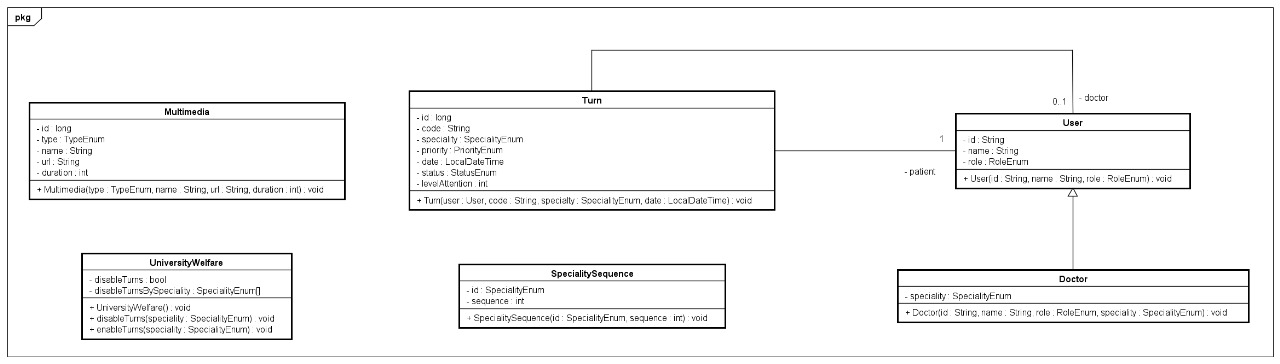 pkg
Multimedia
- id : long
- type : TypeEnum
- name : String
- url : String
- duration : int
+ Multimedia(type : TypeEnum, name : String, url : String, duration : int) : void
Turn
- id : long
- code : String
- speciality : SpecialityEnum
- priority : PriorityEnum
- date : LocalDateTime
- status : StatusEnum
- levelAttention : int
+ Turn(user : User, code : String, specialty : SpecialityEnum, date : LocalDateTime) : void
0..1
- doctor
1
- patient
User
- id : String
- name : String
- role : RoleEnum
+ User(id : String, name : String, role : RoleEnum) : void
UniversityWelfare
- disableTurns : bool
- disableTurnsBySpeciality : SpecialityEnum[]
+ UniversityWelfare() : void
+ disableTurns(speciality : SpecialityEnum) : void
+ enableTurns(speciality : SpecialityEnum) : void
SpecialitySequence
- id : SpecialityEnum
- sequence : int
+ SpecialitySequence(id : SpecialityEnum, sequence : int) : void
Doctor
- speciality : SpecialityEnum
+ Doctor(id : String, name : String, role : RoleEnum, speciality : SpecialityEnum) : void